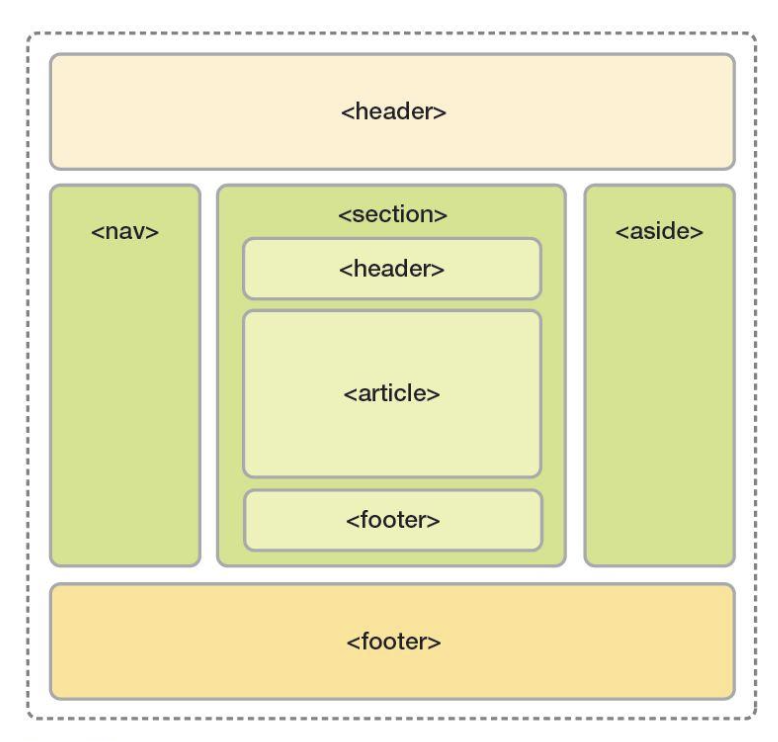 <header>
<nav>
<section>
<aside>
<header>
<article>
<footer>
<footer>